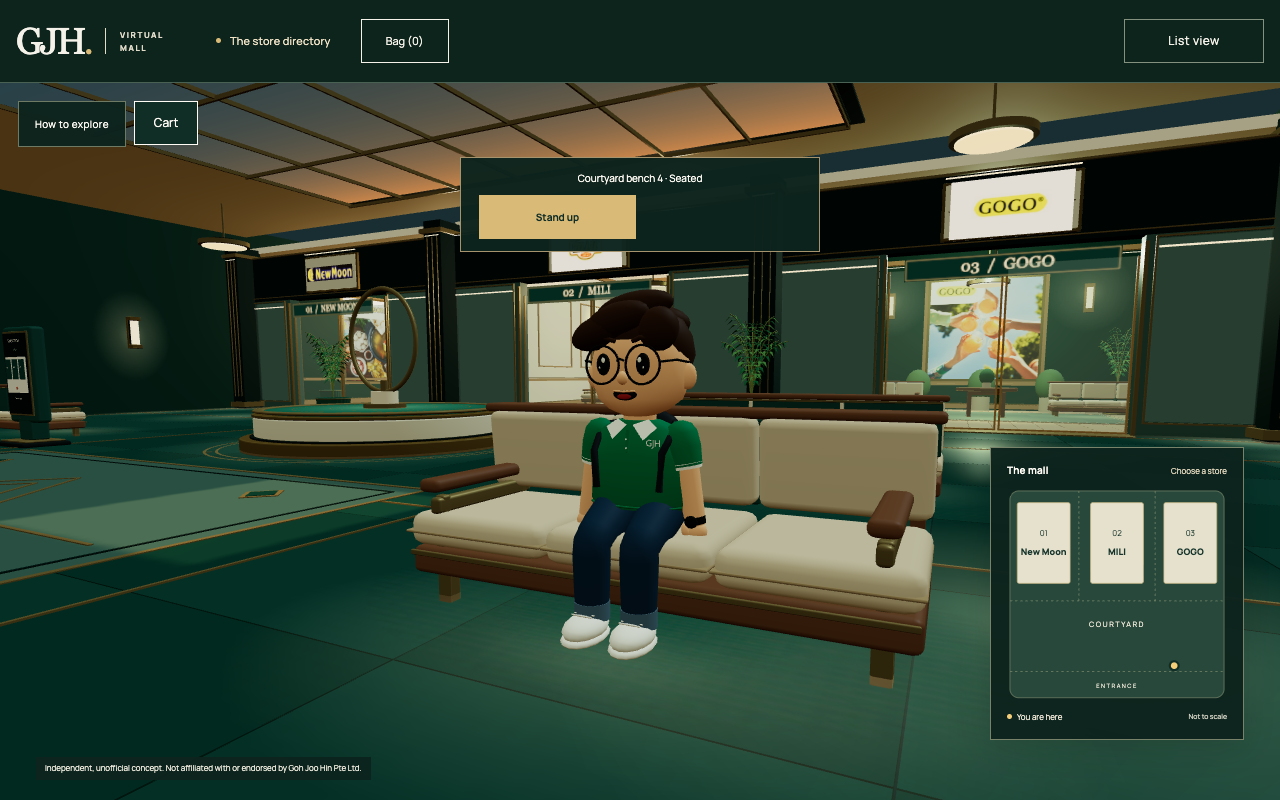 GJH.
VIRTUAL
MALL
The store directory
Bag (0)
List view
How to explore
Cart
Courtyard bench 4 · Seated
Stand up
GOGO®
NewMoon
03 / GOGO
02 / MILI
01 / NEW MOON
GOGO
GJH
The mall
Choose a store
01
New Moon
02
MILI
03
GOGO
COURTYARD
ENTRANCE
You are here
Not to scale
Independent, unofficial concept. Not affiliated with or endorsed by Goh Joo Hin Pte Ltd.